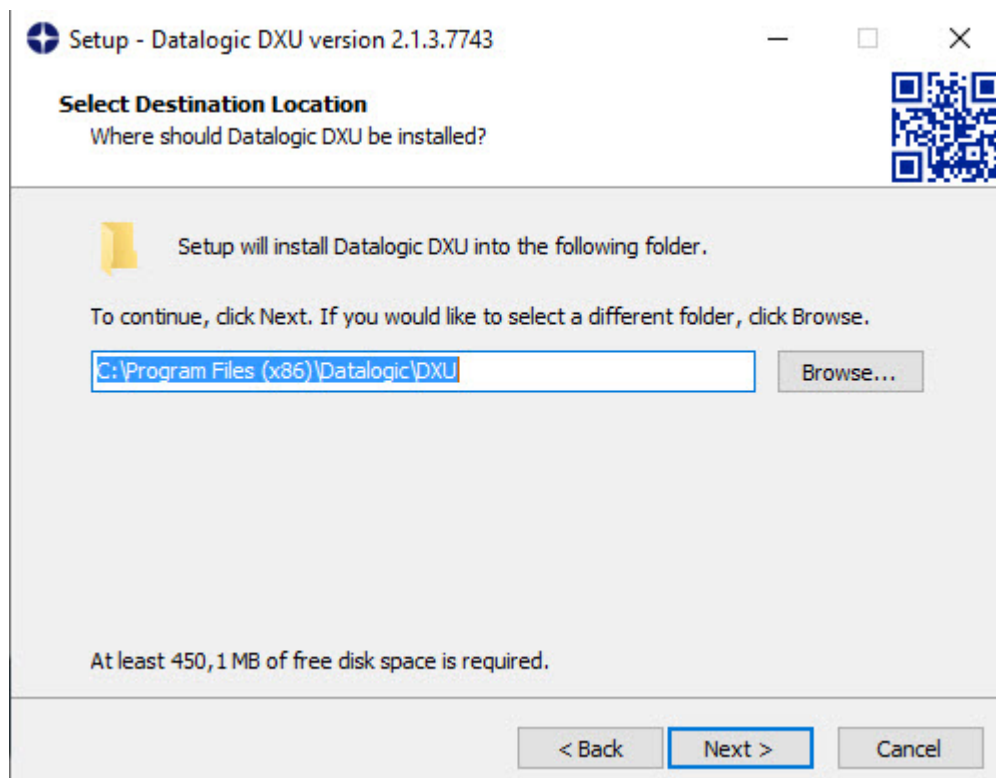 Setup - Datalogic DXU version 2.1.3.7743
Select Destination Location
Where should Datalogic DXU be installed?
Setup will install Datalogic DXU into the following folder.
To continue, click Next. If you would like to select a different folder, click Browse.
C:\Program Files (x86)\Datalogic\DXU
Browse...
At least 450,1 MB of free disk space is required.
< Back
Next >
Cancel